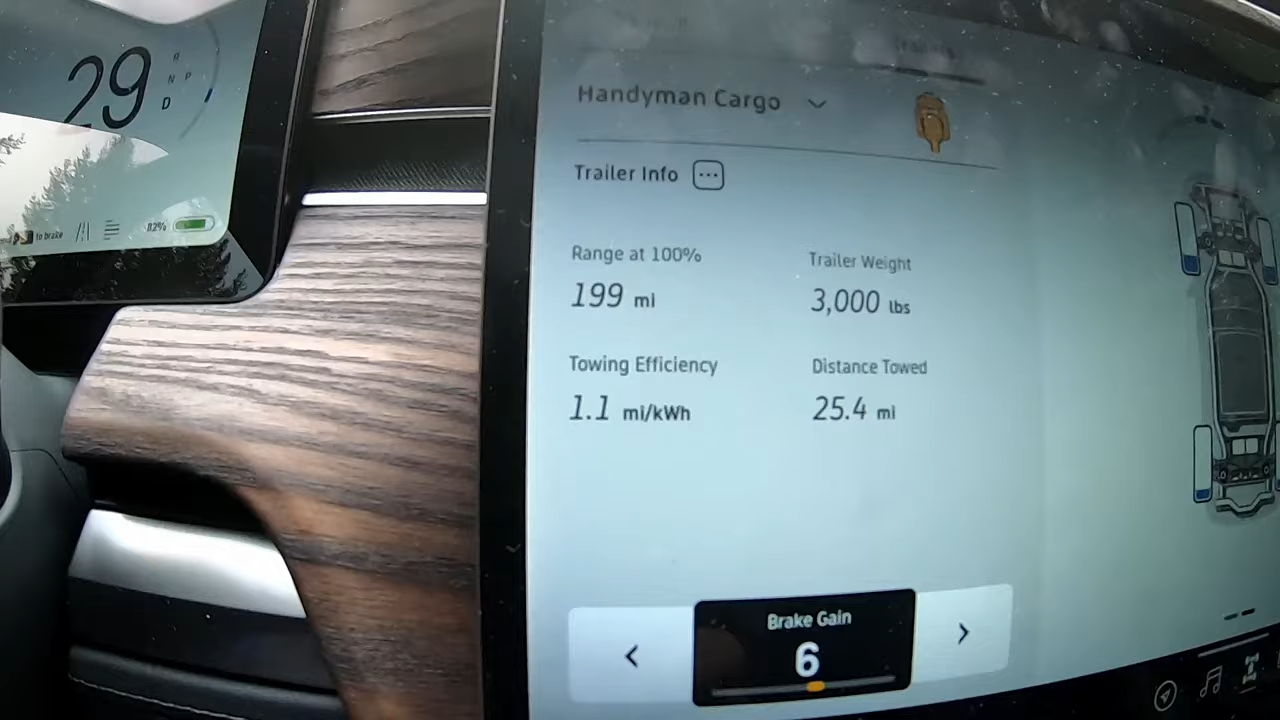 29
R
N P
D
to brake
82%
Handyman Cargo
Trailer Info
Range at 100%
199 mi
Trailer Weight
3,000 lbs
Towing Efficiency
1.1 mi/kWh
Distance Towed
25.4 mi
Brake Gain
6